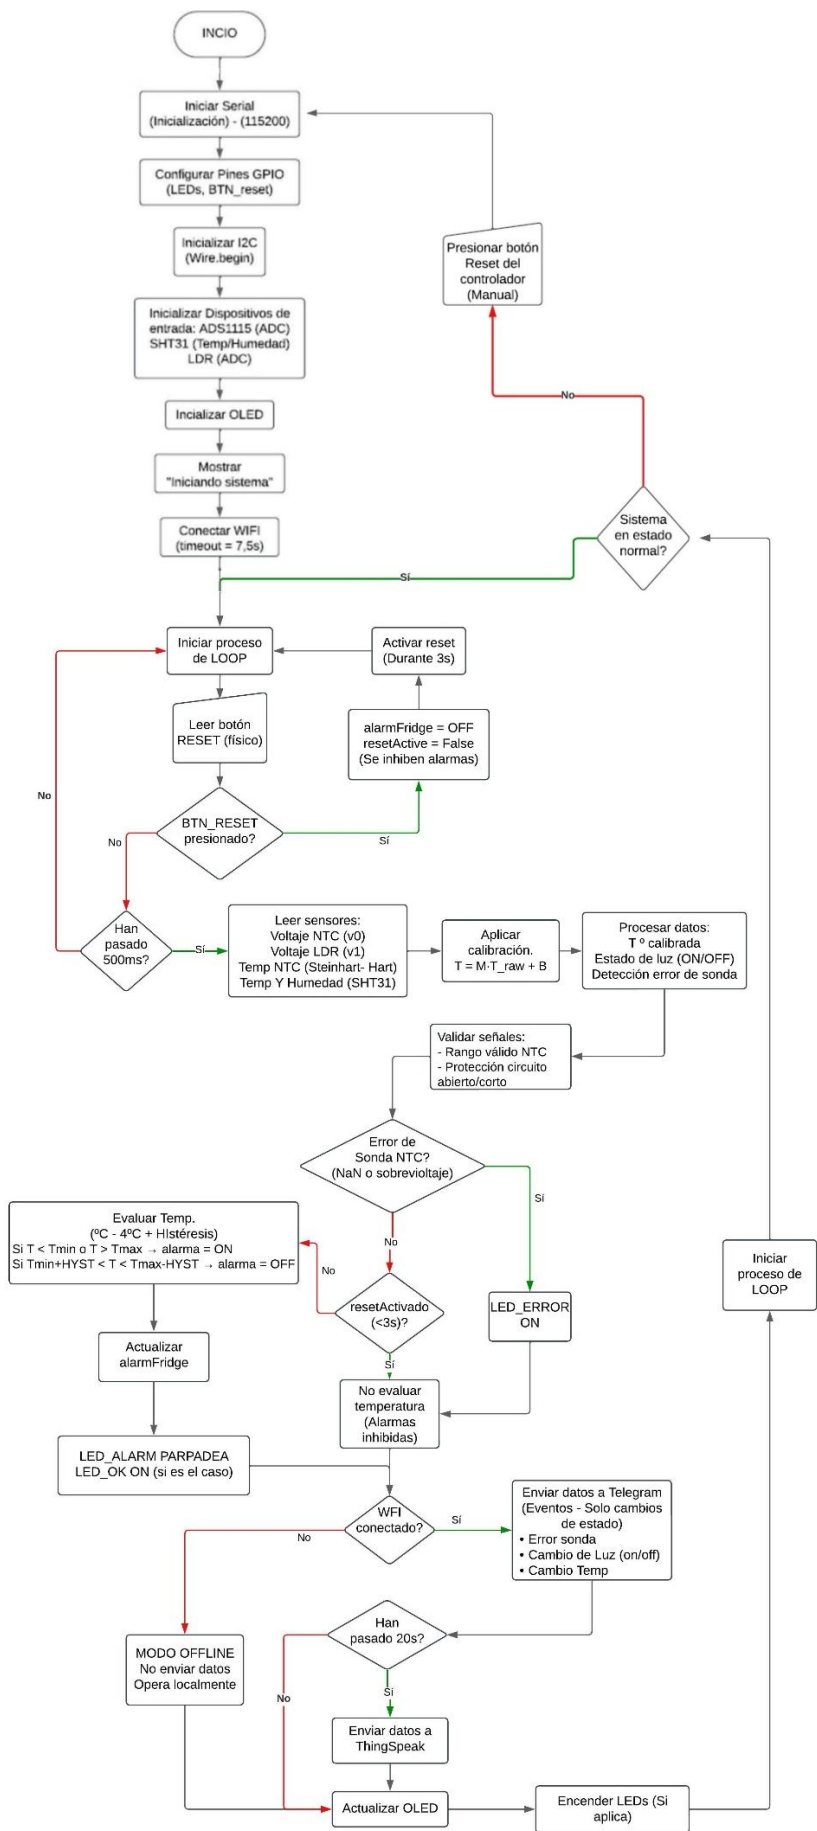 INCIO
Iniciar Serial
(Inicialización) - (115200)
Configurar Pines GPIO
(LEDs, BTN_reset)
Inicializar I2C
(Wire.begin)
Presionar botón
Reset del
controlador
(Manual)
Inicializar Dispositivos de
entrada: ADS1115 (ADC)
SHT31 (Temp/Humedad)
LDR (ADC)
Incializar OLED
No
Mostrar
"Iniciando sistema"
Conectar WIFI
(timeout = 7,5s)
Sistema
en estado
normal?
Sí
Iniciar proceso
de LOOP
Activar reset
(Durante 3s)
Leer botón
RESET (físico)
alarmFridge = OFF
resetActive = False
(Se inhiben alarmas)
No
BTN_RESET
presionado?
No
Sí
Han
pasado
500ms?
Sí
Leer sensores:
Voltaje NTC (v0)
Voltaje LDR (v1)
Temp NTC (Steinhart- Hart)
Temp Y Humedad (SHT31)
Aplicar
calibración.
T = M·T_raw + B
Procesar datos:
T º calibrada
Estado de luz (ON/OFF)
Detección error de sonda
Validar señales:
- Rango válido NTC
- Protección circuito
abierto/corto
Error de
Sonda NTC?
(NaN o sobrevioltaje)
Sí
No
Evaluar Temp.
(ºC - 4ºC + HIstéresis)
Si T < Tmin o T > Tmax → alarma = ON
Si Tmin+HYST < T < Tmax-HYST → alarma = OFF
No
resetActivado
(<3s)?
LED_ERROR
ON
Iniciar
proceso de
LOOP
Actualizar
alarmFridge
Sí
No evaluar
temperatura
(Alarmas
inhibidas)
LED_ALARM PARPADEA
LED_OK ON (si es el caso)
WFI
conectado?
No
Sí
Enviar datos a Telegram
(Eventos - Solo cambios
de estado)
• Error sonda
• Cambio de Luz (on/off)
• Cambio Temp
Han
pasado 20s?
MODO OFFLINE
No enviar datos
Opera localmente
No
Sí
Enviar datos a
ThingSpeak
Actualizar OLED
Encender LEDs (Si
aplica)